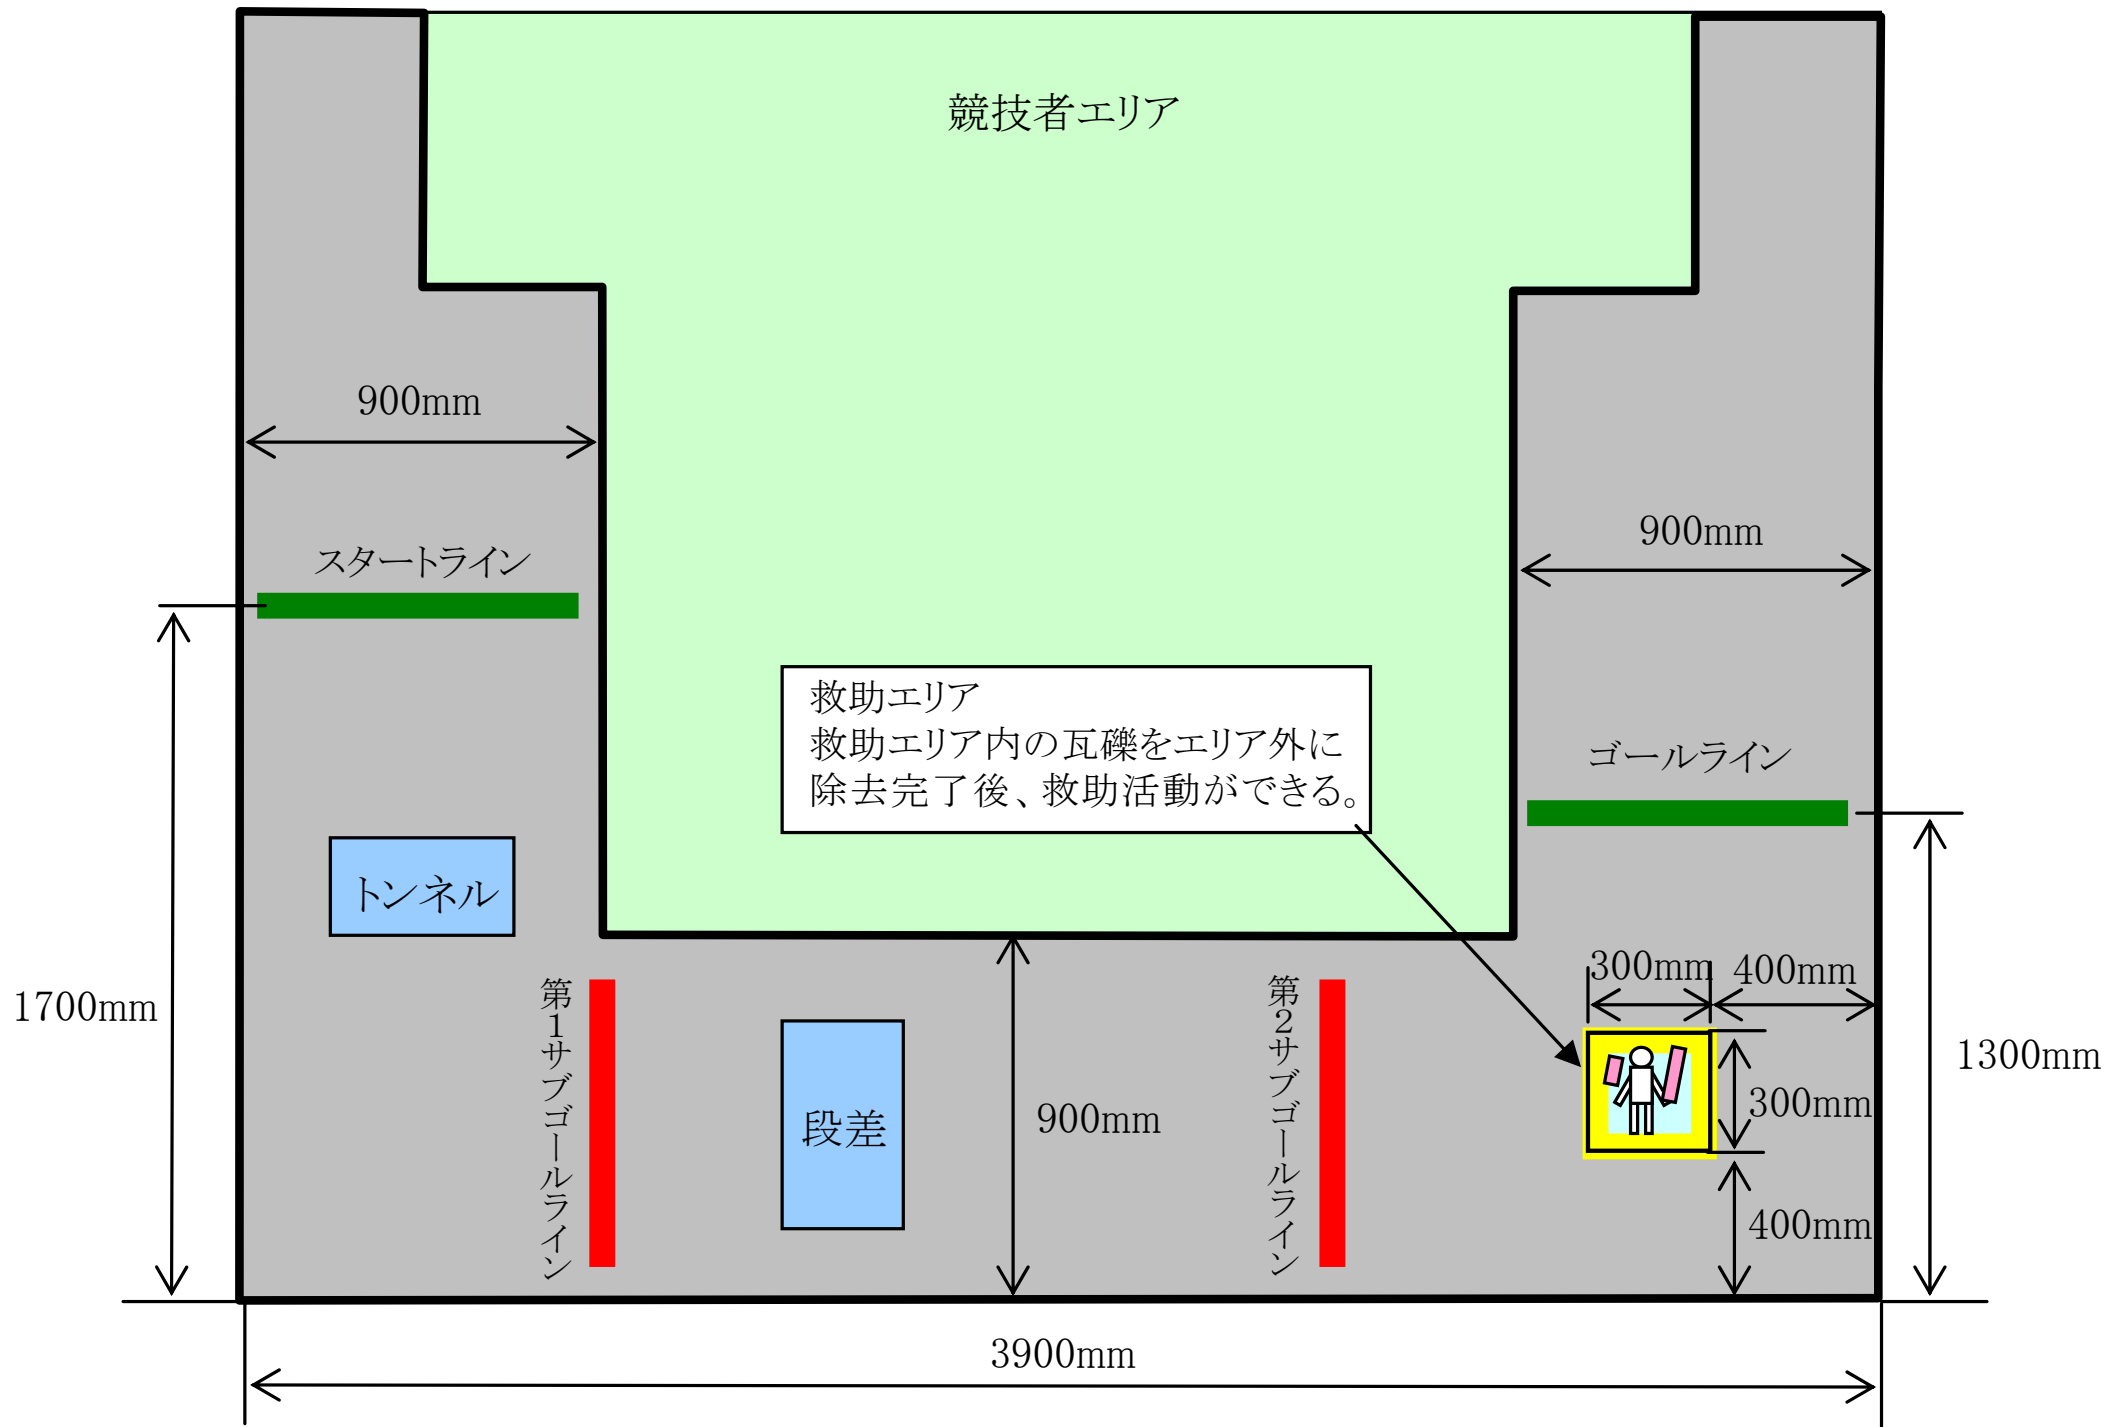 競技者エリア
900mm
スタートライン
900mm
救助エリア
救助エリア内の瓦礫をエリア外に
除去完了後、救助活動ができる。
ゴールライン
トンネル
1700mm
第1サブゴールライン
段差
900mm
第2サブゴールライン
300mm
400mm
1300mm
300mm
400mm
3900mm